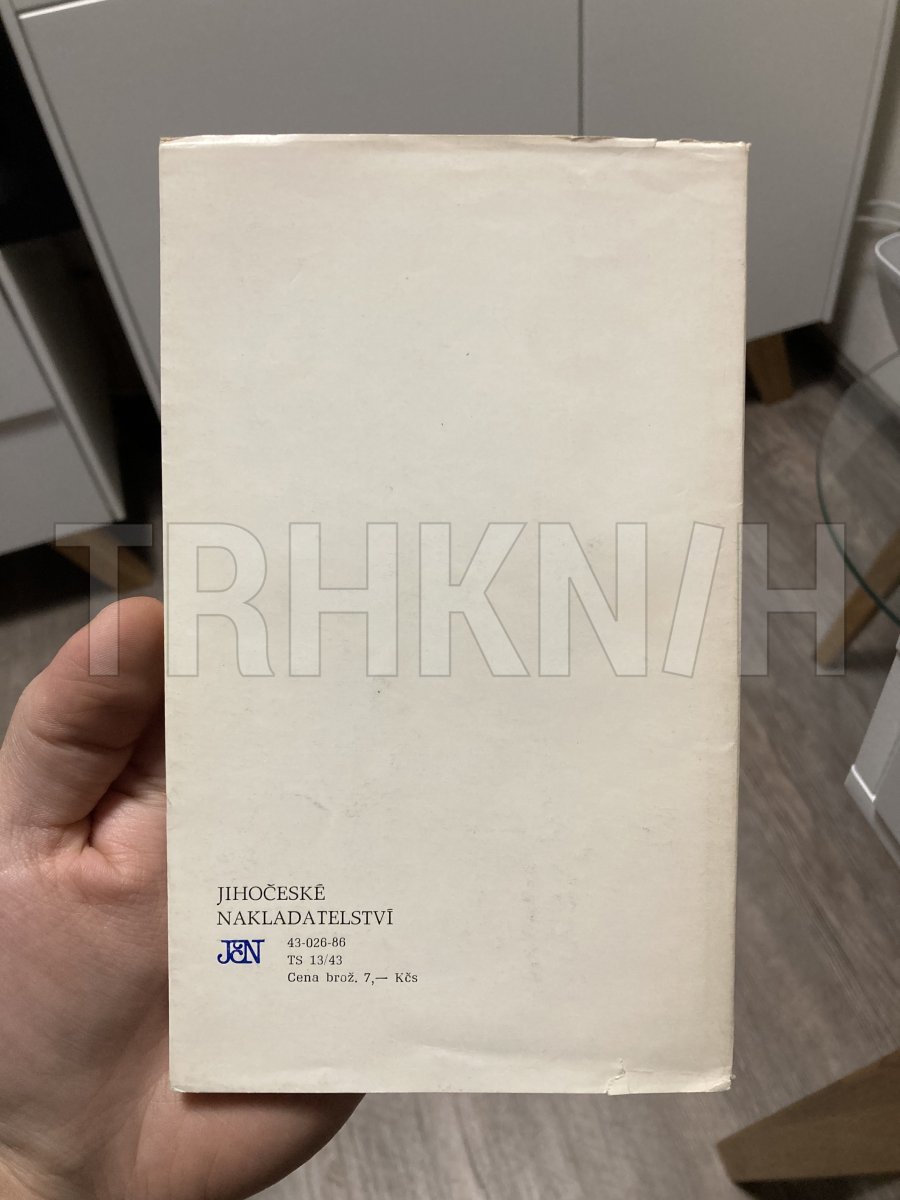 TRHKNIH
JIHOČESKÉ
NAKLADATELSTVÍ
JčN
43-026-86
TS 13/43
Cena brož. 7,— Kčs